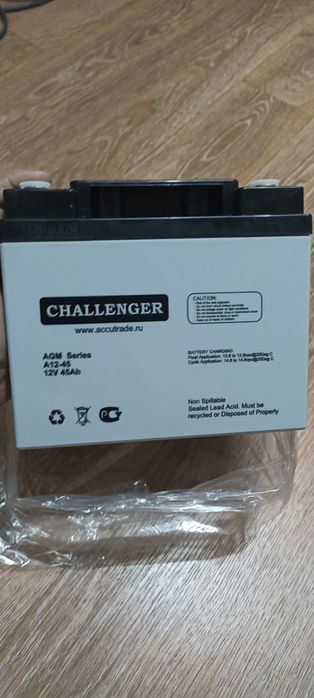 CHALLENGER
www.accutrade.ru
AGM Series
A12-45
12V 45Ah
CAUTION:
BATTERY CHARGING
Float Application: 13.6 to 13.8vpc@25Deg C
Cycle Application: 14.6 to 14.8vpc@25Deg C
Non Spillable
Sealed Lead Acid. Must be
recycled or Disposed of Properly